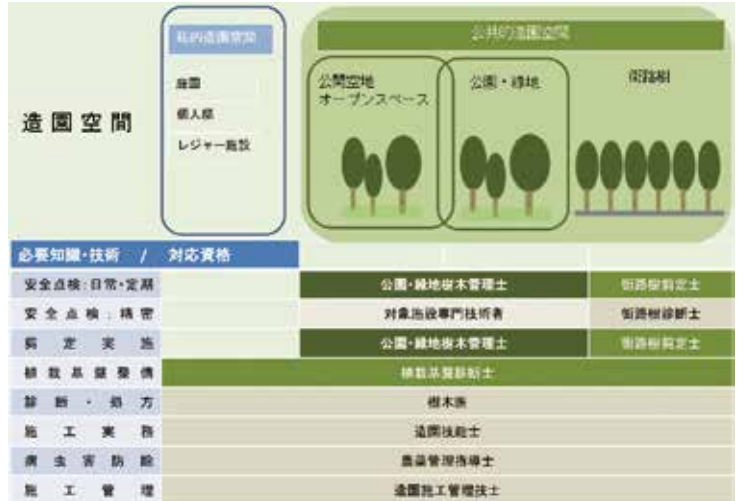 私的造園空間
公共的造園空間
造園空間
庭園
個人邸
レジャー施設
公開空地
オープンスペース
公園・緑地
街路樹
必要知識・技術 / 対応資格
安全点検:日常・定期 公園・緑地樹木管理士 街路樹剪定士
安全点検:精密 対象施設専門技術者 街路樹診断士
剪定実施 公園・緑地樹木管理士 街路樹剪定士
植栽基盤整備 植栽基盤診断士
診断・処方 樹木医
施工実務 造園技能士
病虫害防除 農薬管理指導士
施工管理 造園施工管理技士